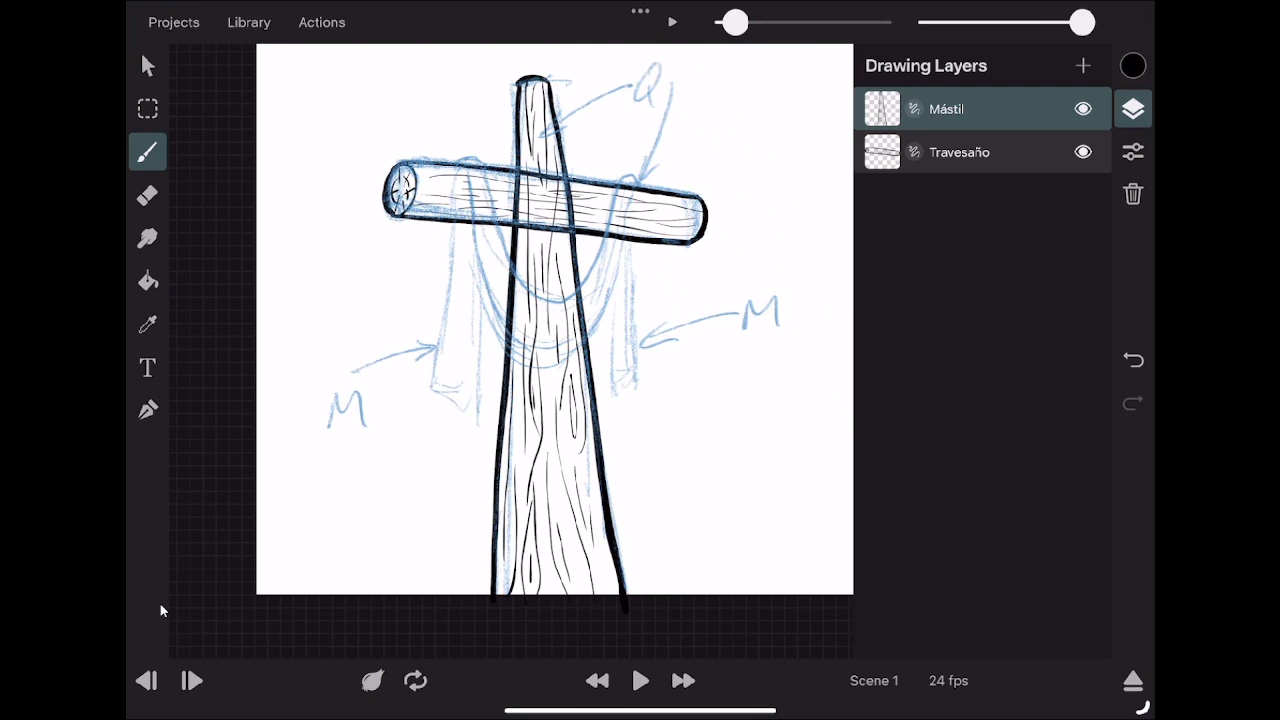 Projects Library Actions
Drawing Layers
Mástil
Travesaño
Q
M
M
T
Scene 1 24 fps